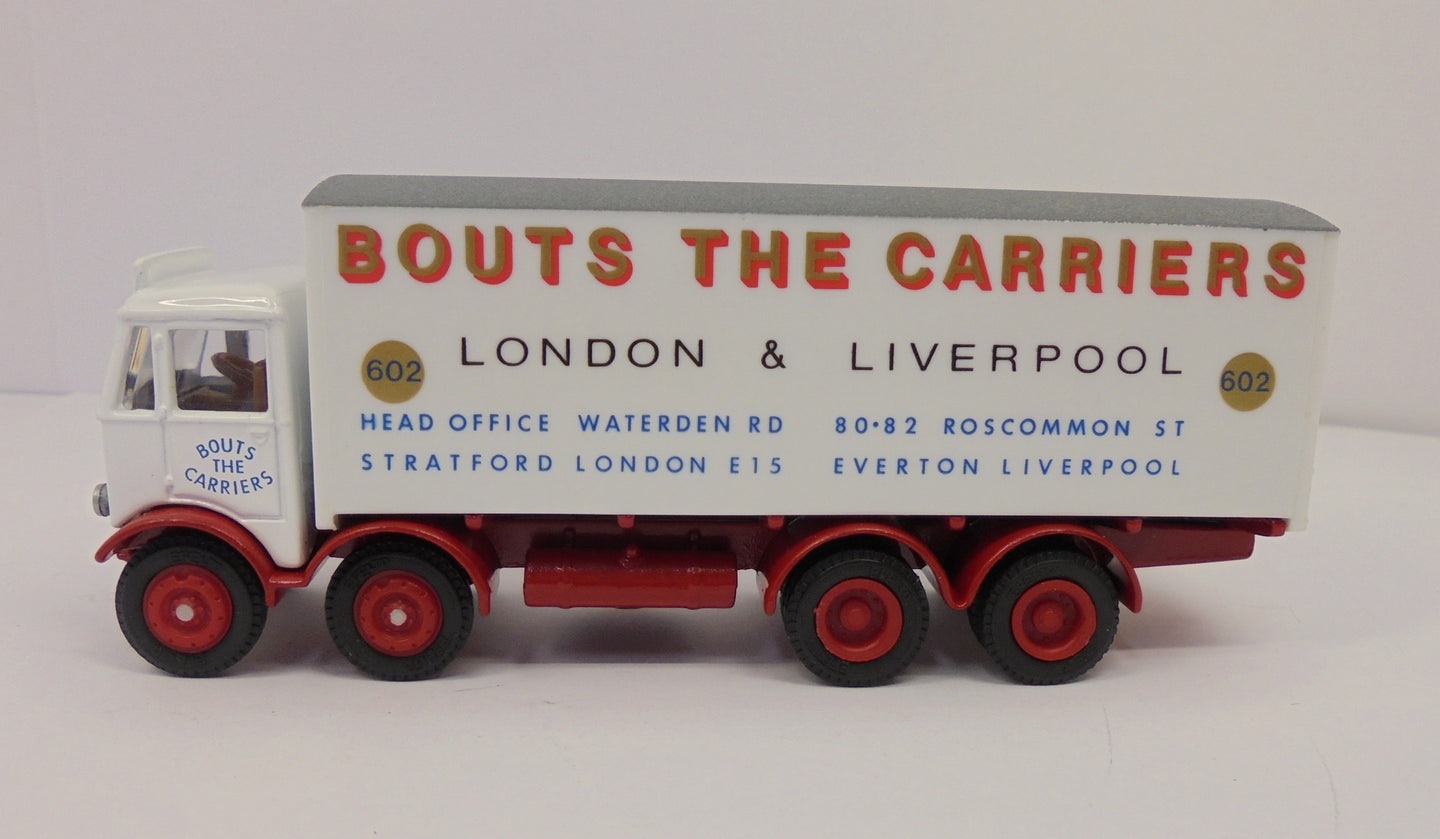 BOUTS THE CARRIERS
LONDON & LIVERPOOL
602
602
HEAD OFFICE WATERDEN RD
STRATFORD LONDON E15
80·82 ROSCOMMON ST
EVERTON LIVERPOOL
BOUTS
THE
CARRIERS